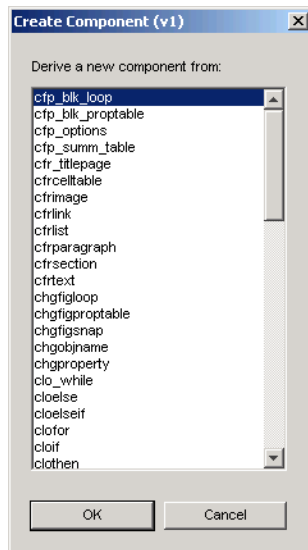 Create Component (v1)
Derive a new component from:
cfp_blk_loop
cfp_blk_proptable
cfp_options
cfp_summ_table
cfr_titlepage
cfrcelltable
cfrimage
cfrlink
cfrlist
cfrparagraph
cfrsection
cfrtext
chgfigloop
chgfigproptable
chgfigsnap
chgobjname
chgproperty
clo_while
cloelse
cloelseif
clofor
cloif
clothen
OK
Cancel